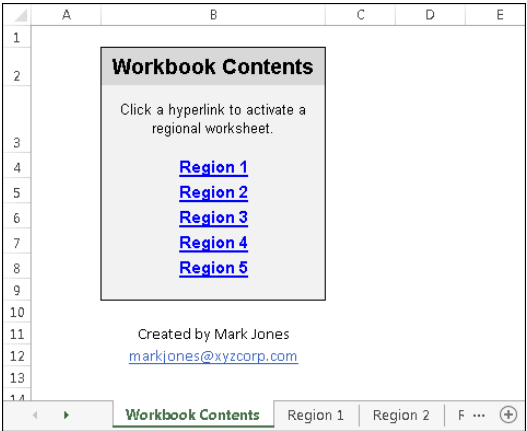 A B C D E
1
2 Workbook Contents
Click a hyperlink to activate a
3 regional worksheet.
4 Region 1
5 Region 2
6 Region 3
7 Region 4
8 Region 5
9
10
11 Created by Mark Jones
12 markjones@xyzcorp.com
13
14
Workbook Contents Region 1 Region 2 F ...